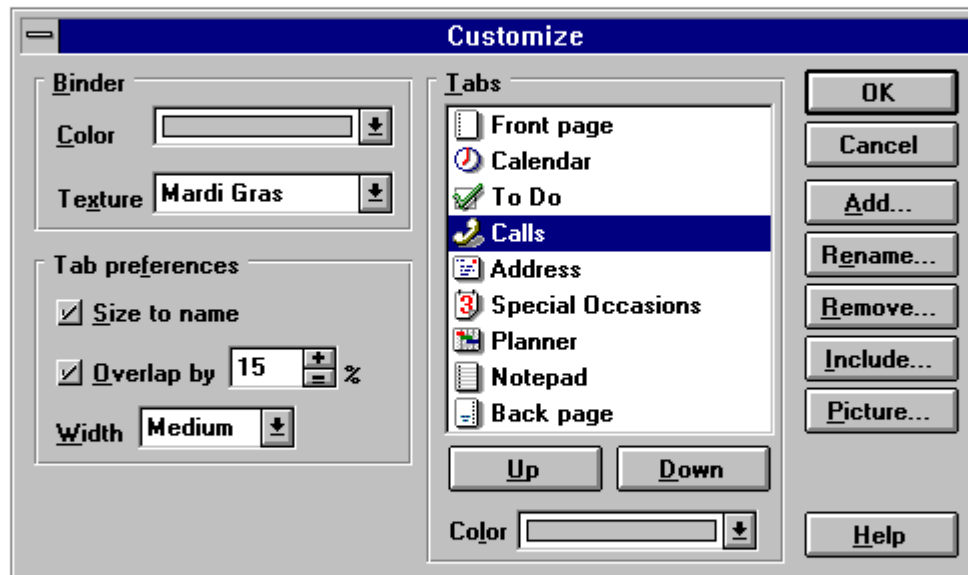 Customize
Binder
Color
Texture Mardi Gras
Tab preferences
Size to name
Overlap by 15 %
Width Medium
Tabs
Front page
Calendar
To Do
Calls
Address
3 Special Occasions
Planner
Notepad
Back page
Up Down
Color
OK
Cancel
Add...
Rename...
Remove...
Include...
Picture...
Help